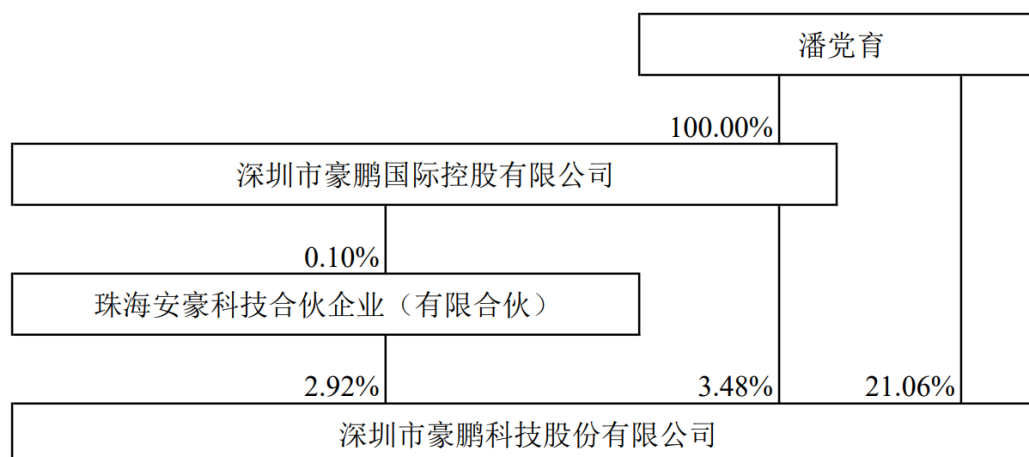 潘党育
100.00%
深圳市豪鹏国际控股有限公司
0.10%
珠海安豪科技合伙企业（有限合伙）
2.92%
3.48%
21.06%
深圳市豪鹏科技股份有限公司